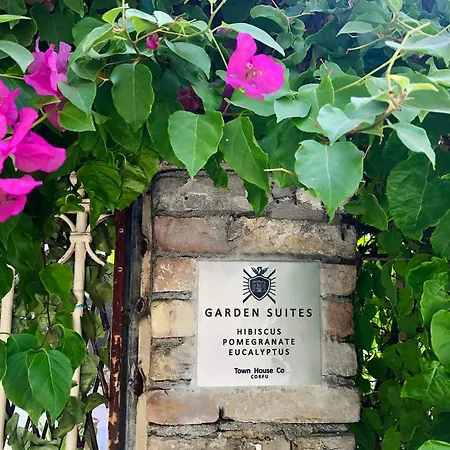 GARDEN SUITES
HIBISCUS
POMEGRANATE
EUCALYPTUS
Town House Co
CORFU